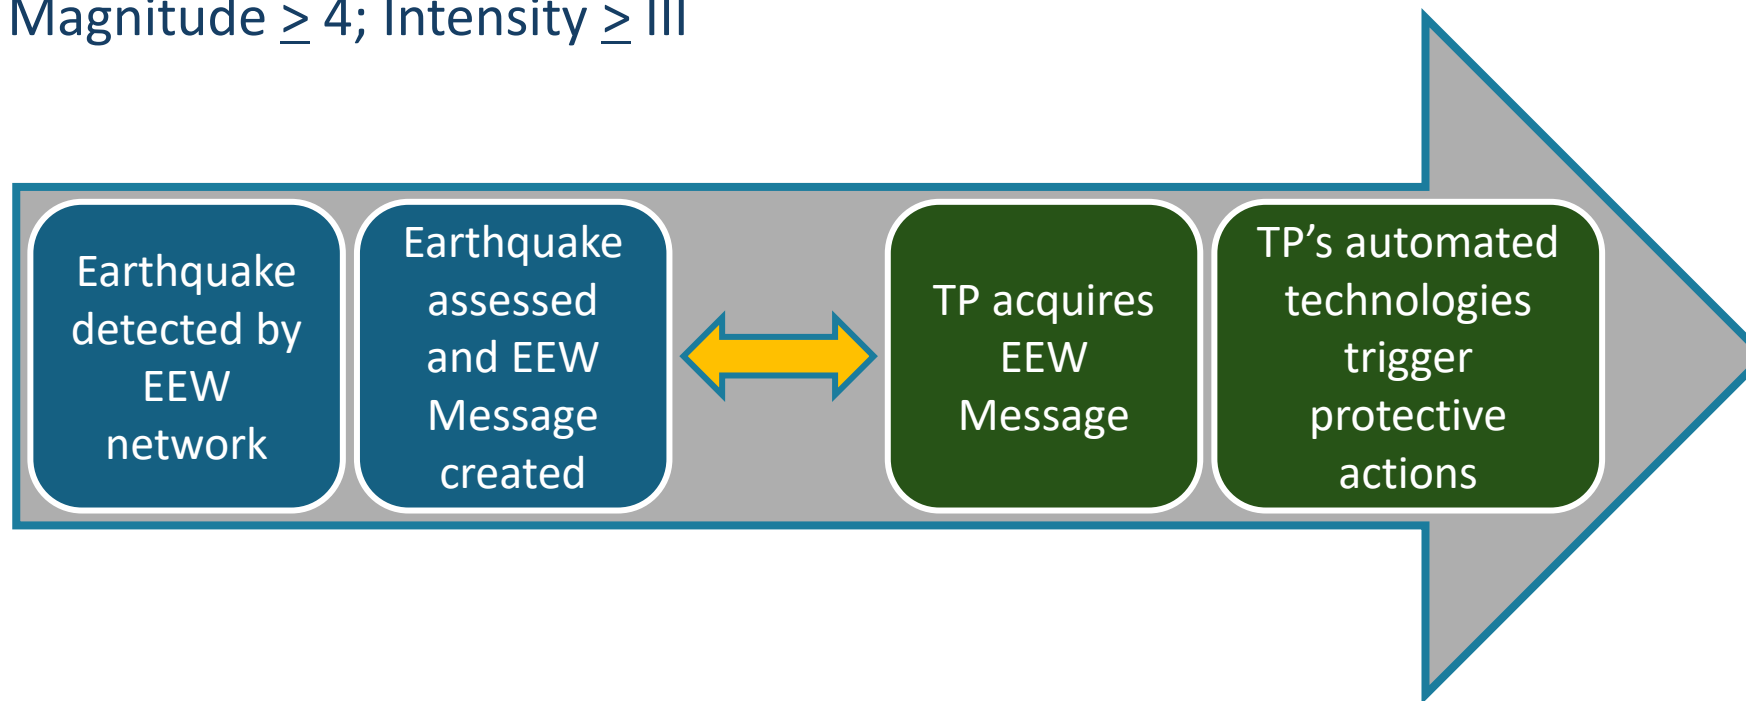 Magnitude ≥ 4; Intensity ≥ III
Earthquake
detected by
EEW
network
Earthquake
assessed
and EEW
Message
created
TP acquires
EEW
Message
TP’s automated
technologies
trigger
protective
actions